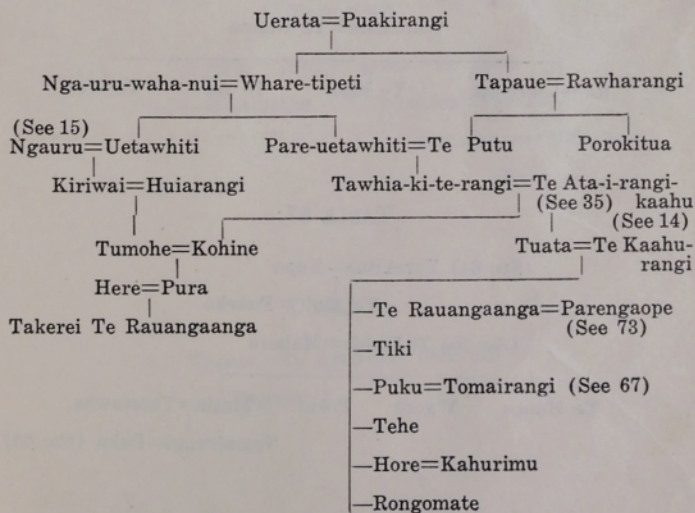 Uerata=Puakirangi
Nga-uru-waha-nui=Whare-tipeti Tapaue=Rawharangi
(See 15)
Ngauru=Uetawhiti Pare-uetawhiti=Te Putu Porokitua
Kiriwai=Huiarangi Tawhia-ki-te-rangi=Te Ata-i-rangi-
(See 35) kaahu
(See 14)
Tumohe=Kohine Tuata=Te Kaahu-
rangi
Here=Pura
Takerei Te Rauangaanga
—Te Rauangaanga=Parengaope
(See 73)
—Tiki
—Puku=Tomairangi (See 67)
—Tehe
—Hore=Kahurimu
—Rongomate